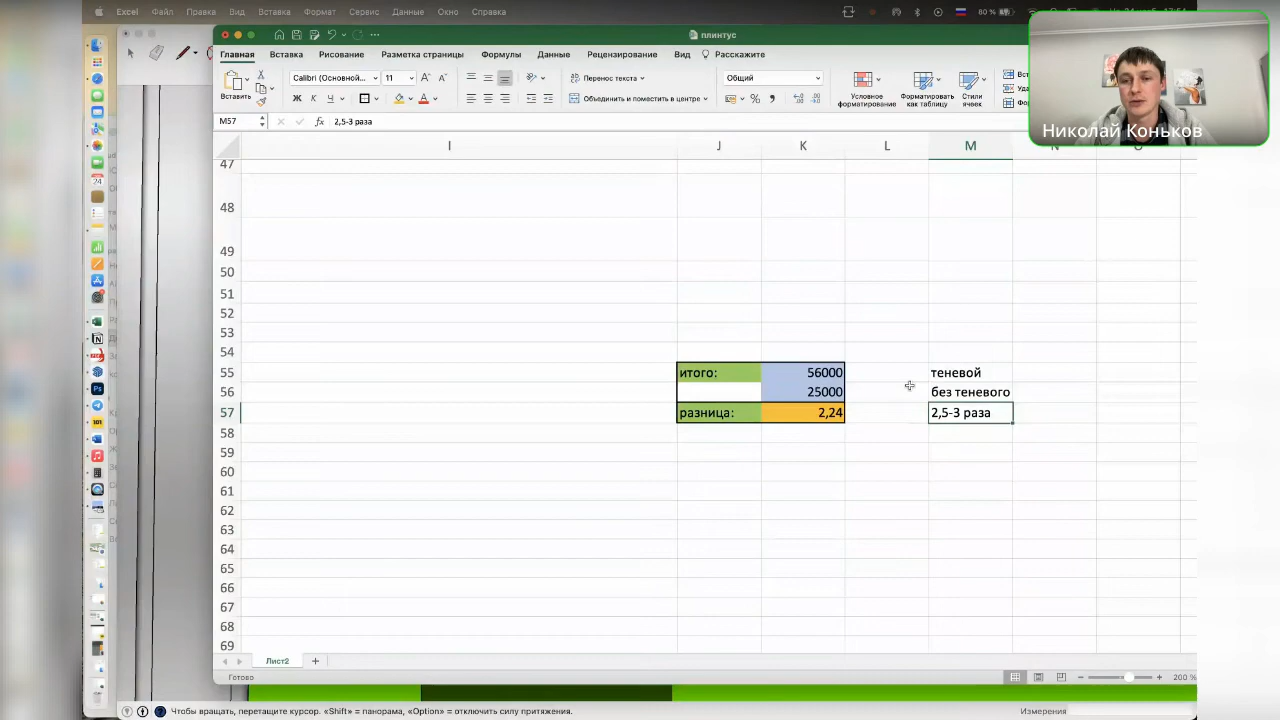 Excel Файл Правка Вид Вставка Формат Сервис Данные Окно Справка
80 %
плинтус
Главная Вставка Рисование Разметка страницы Формулы Данные Рецензирование Вид Расскажите
Вставить
Calibri (Основной... 11
Ж К Ч
Перенос текста
Объединить и поместить в центре
Общий
Условное форматирование
Форматировать как таблицу
Стили ячеек
Николай Коньков
M57 fx 2,5-3 раза
I J K L M N
47
48
49
50
51
52
53
54
55 итого: 56000 теневой
56 25000 без теневого
57 разница: 2,24 2,5-3 раза
58
59
60
61
62
63
64
65
66
67
68
69
Лист2 +
Готово
200 %
Чтобы вращать, перетащите курсор. «Shift» = панорама, «Option» = отключить силу притяжения.
Измерения